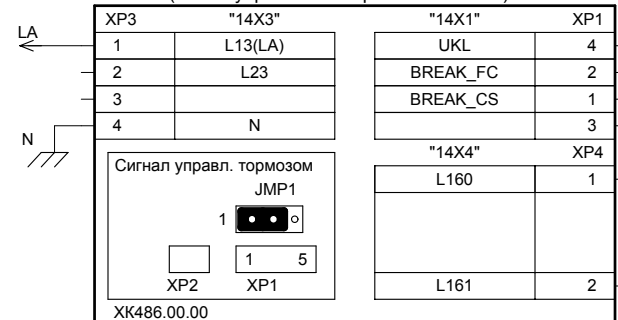 XP3 "14X3" "14X1" XP1
LA 1 L13(LA) UKL 4
2 L23 BREAK_FC 2
3 BREAK_CS 1
N 4 N 3
"14X4" XP4
L160 1
L161 2
Сигнал управл. тормозом
JMP1
1
1 5
XP2 XP1
ХК486.00.00